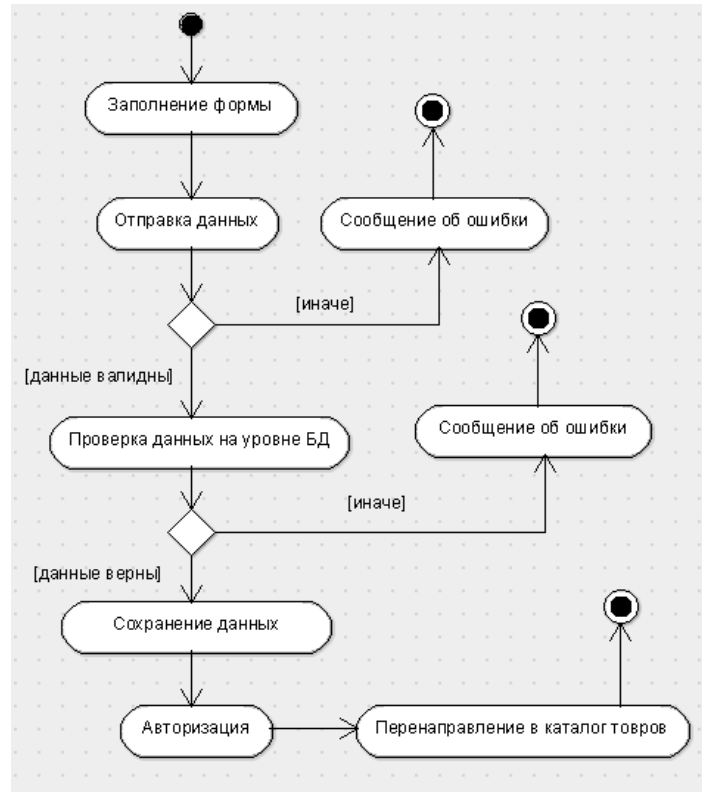 Заполнение формы
Отправка данных
Сообщение об ошибки
[иначе]
[данные валидны]
Проверка данных на уровне БД
Сообщение об ошибки
[иначе]
[данные верны]
Сохранение данных
Авторизация
Перенаправление в каталог товров